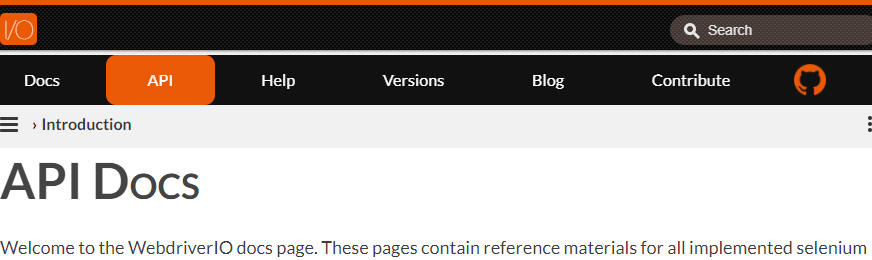 I/O
Search
Docs API Help Versions Blog Contribute
› Introduction
API Docs
Welcome to the WebdriverIO docs page. These pages contain reference materials for all implemented selenium